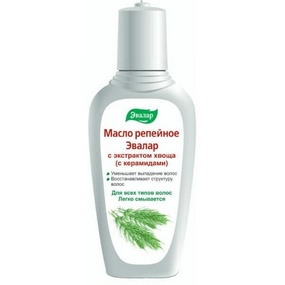 Эвалар
Масло репейное
Эвалар
с экстрактом хвоща
(с керамидами)
• Уменьшает выпадение волос
• Восстанавливает структуру
волос
Для всех типов волос
Легко смывается